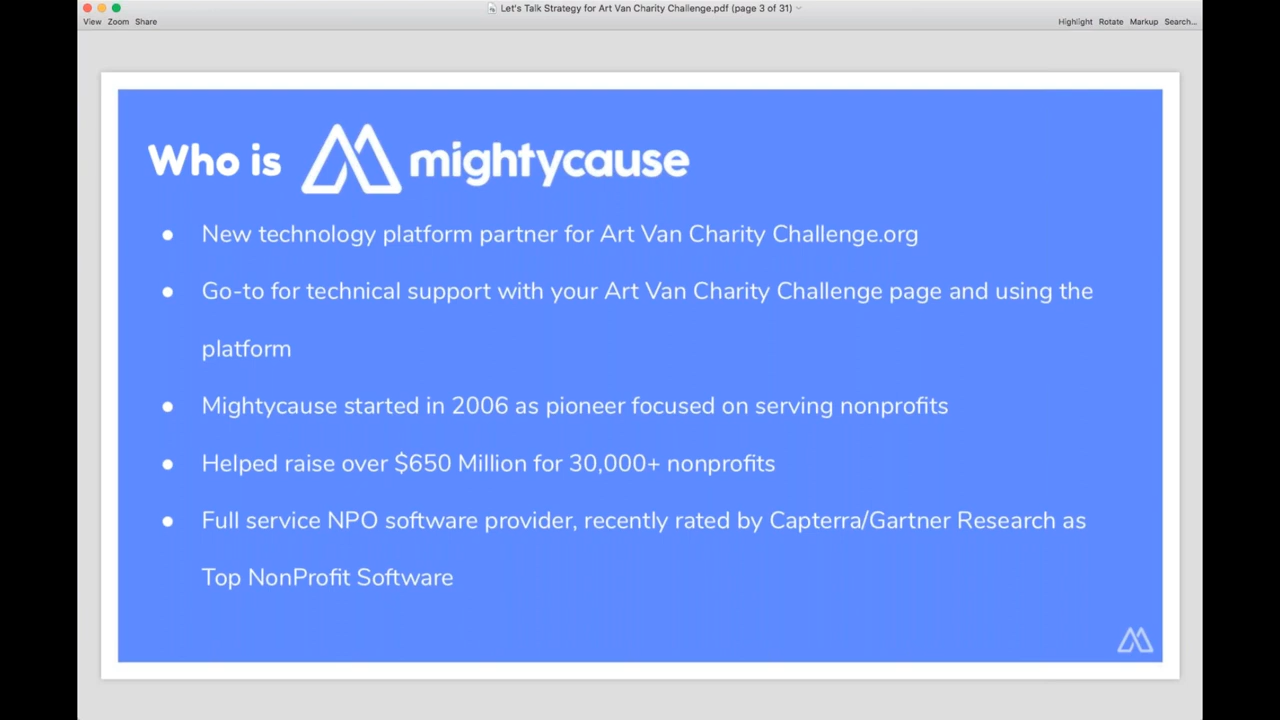 Let's Talk Strategy for Art Van Charity Challenge.pdf (page 3 of 31)
View Zoom Share
Highlight Rotate Markup Search...
Who is mightycause
● New technology platform partner for Art Van Charity Challenge.org
● Go-to for technical support with your Art Van Charity Challenge page and using the
platform
● Mightycause started in 2006 as pioneer focused on serving nonprofits
● Helped raise over $650 Million for 30,000+ nonprofits
● Full service NPO software provider, recently rated by Capterra/Gartner Research as
Top NonProfit Software